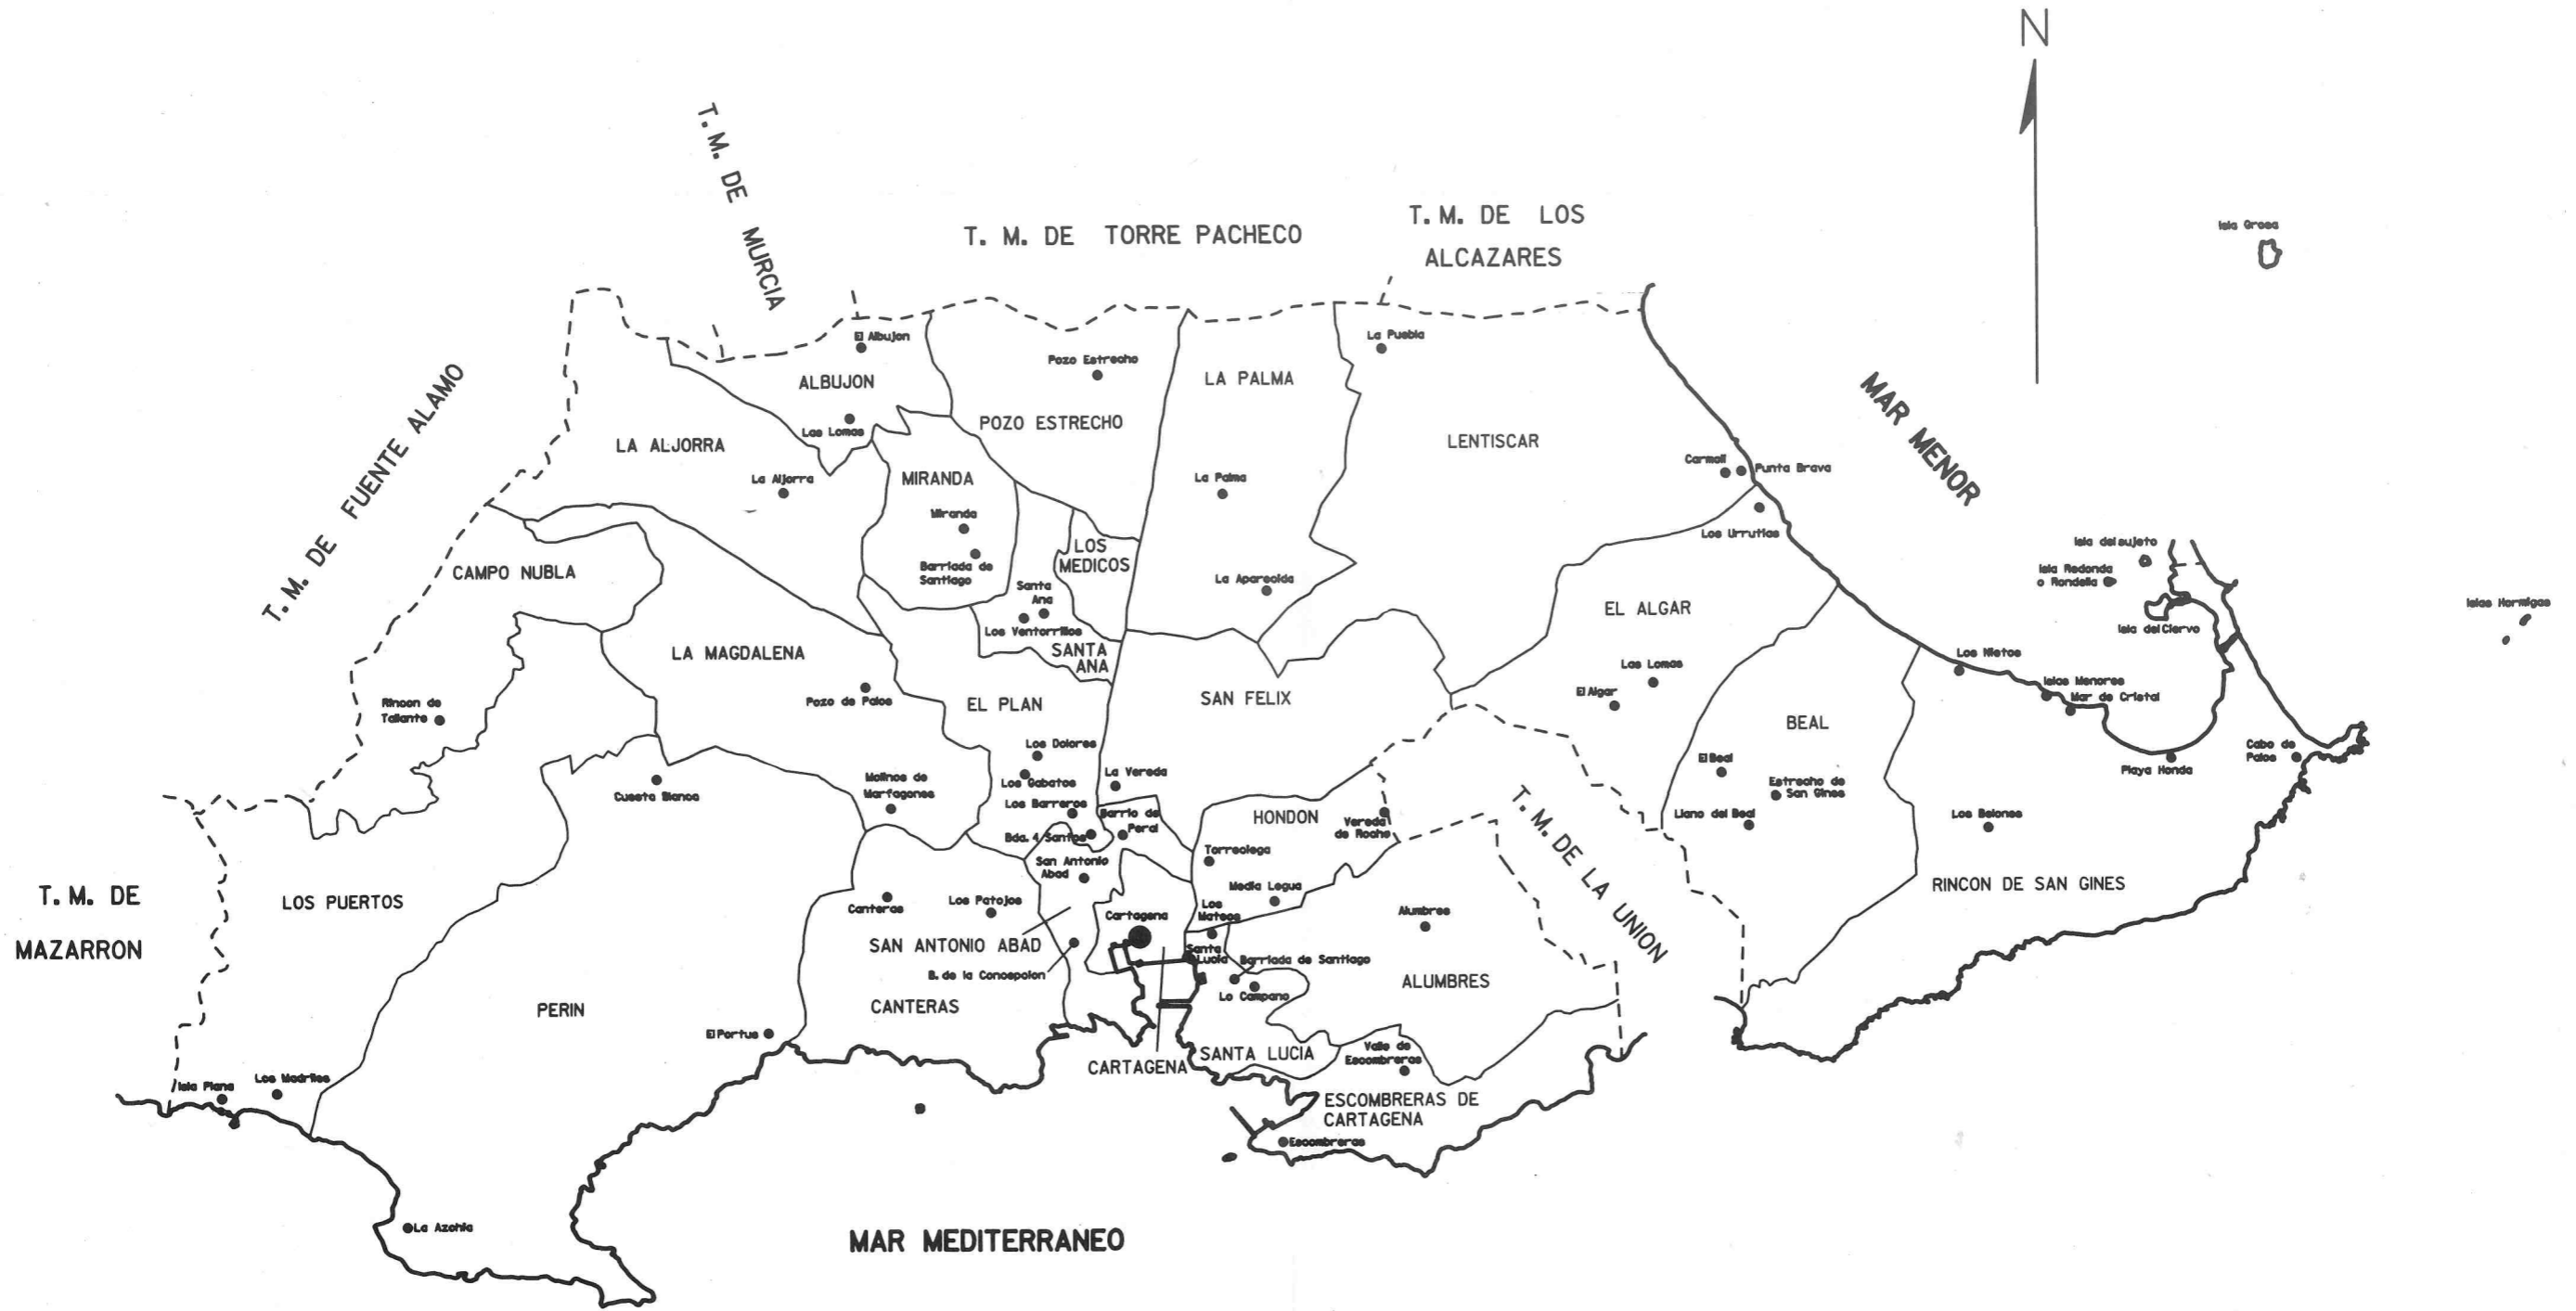 N
Isla Grosa
T. M. DE MURCIA
T. M. DE TORRE PACHECO
T. M. DE LOS
ALCAZARES
T. M. DE FUENTE ALAMO
MAR MENOR
El Albujon
ALBUJON
Las Lomas
Pozo Estrecho
POZO ESTRECHO
LA PALMA
La Puebla
LENTISCAR
LA ALJORRA
La Aljorra
MIRANDA
Miranda
Barriada de
Santiago
La Palma
Carmoli
Punta Brava
Los Urrutias
LOS
MEDICOS
Santa
Ana
Los Ventorrillos
SANTA
ANA
La Aparecida
CAMPO NUBLA
Rincon de
Tallante
LA MAGDALENA
Pozo de Palos
EL PLAN
SAN FELIX
EL ALGAR
Las Lomas
El Algar
Isla del sujeto
Isla Redonda
o Rondella
Isla del Ciervo
Islas Hormigas
Los Nietos
Islas Menores
Mar de Cristal
BEAL
El Beal
Estrecho de
San Gines
Llano del Beal
Playa Honda
Cabo de
Palos
Los Belones
RINCON DE SAN GINES
Cuesta Blanca
Molinos de
Marfagones
Los Dolores
Los Gabatos
Los Barreros
Bda. 4 Santos
La Vereda
Barrio de
Peral
HONDON
Vereda
de Roche
Torreciega
Media Legua
T. M. DE LA UNION
T. M. DE
MAZARRON
LOS PUERTOS
San Antonio
Abad
Canteras
Los Patojos
SAN ANTONIO ABAD
B. de la Concepcion
Cartagena
Los
Mateos
Santa
Lucia
Barriada de Santiago
Lo Campano
Alumbres
ALUMBRES
PERIN
El Portus
CANTERAS
CARTAGENA
SANTA LUCIA
Valle de
Escombreras
ESCOMBRERAS DE
CARTAGENA
Escombreras
Isla Plana
Los Madriles
La Azohia
MAR MEDITERRANEO